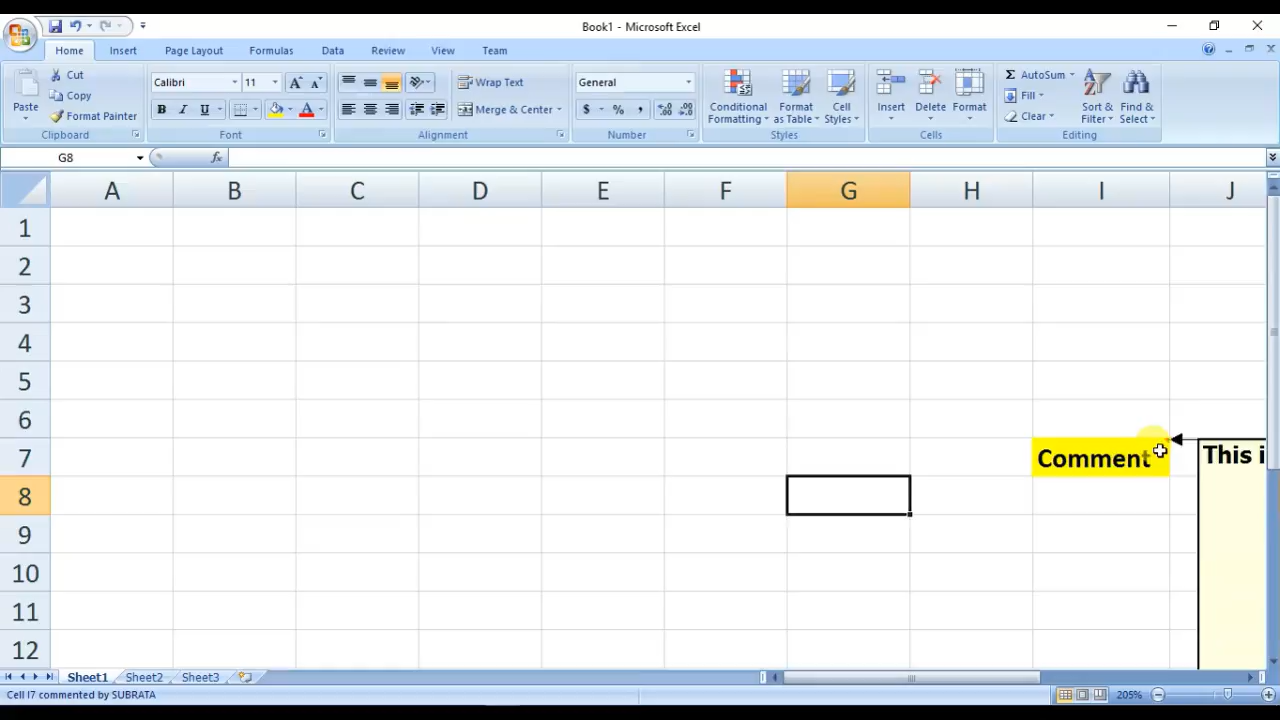 Book1 - Microsoft Excel
Home Insert Page Layout Formulas Data Review View Team
Paste
Cut
Copy
Format Painter
Clipboard
Calibri 11
B I U
Font
Wrap Text
Merge & Center
Alignment
General
$ % ,
Number
Conditional Formatting
Format as Table
Cell Styles
Styles
Insert
Delete
Format
Cells
Σ AutoSum
Fill
Clear
Sort & Filter
Find & Select
Editing
G8 fx
A B C D E F G H I J
1
2
3
4
5
6
7 Comment This i
8
9
10
11
12
Sheet1 Sheet2 Sheet3
Cell I7 commented by SUBRATA 205%